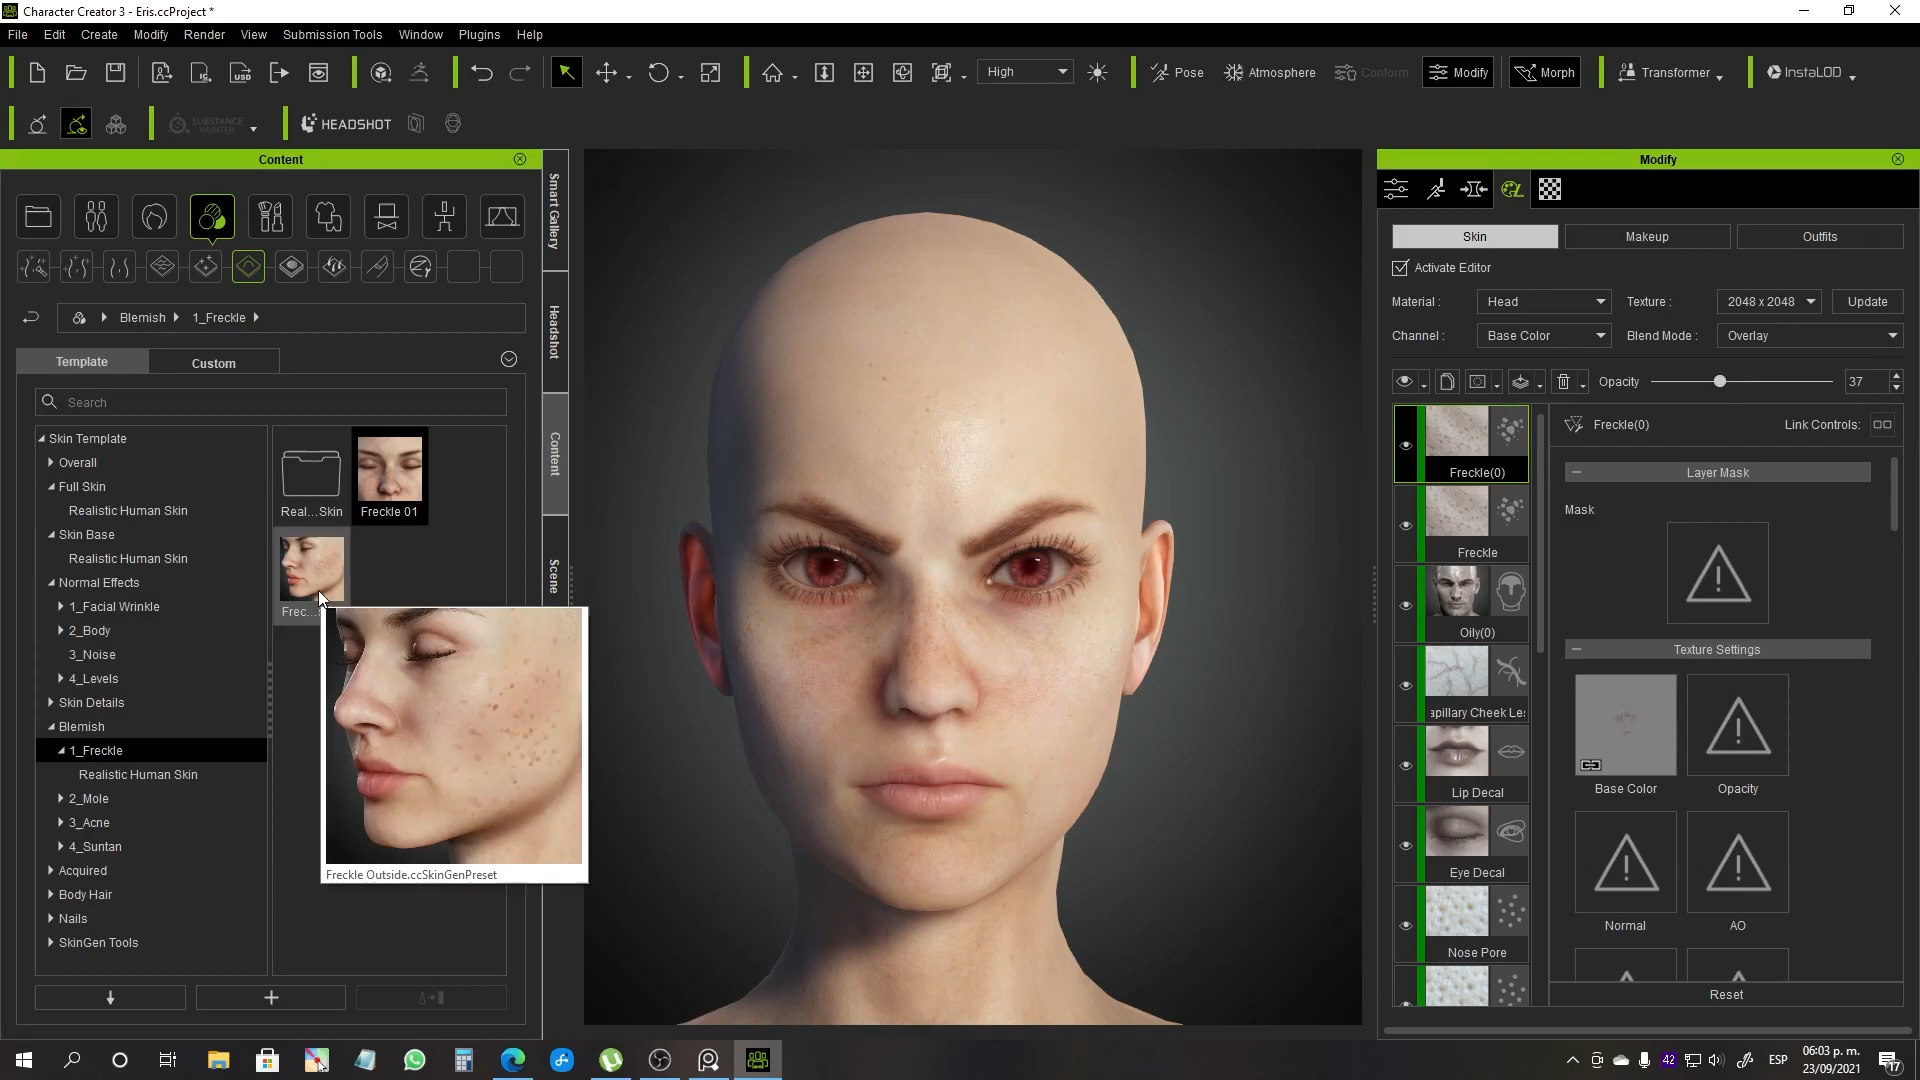 Character Creator 3 - Eris.ccProject *
File Edit Create Modify Render View Submission Tools Window Plugins Help
High Pose Atmosphere Conform Modify Morph Transformer InstaLOD
SUBSTANCE PAINTER HEADSHOT
Content
Smart Gallery
Headshot
Content
Scene
Blemish 1_Freckle
Template Custom
Search
Skin Template
Overall
Full Skin
Realistic Human Skin
Skin Base
Realistic Human Skin
Normal Effects
1_Facial Wrinkle
2_Body
3_Noise
4_Levels
Skin Details
Blemish
1_Freckle
Realistic Human Skin
2_Mole
3_Acne
4_Suntan
Acquired
Body Hair
Nails
SkinGen Tools
Real...Skin Freckle 01
Frec...
Freckle Outside.ccSkinGenPreset
Modify
Skin Makeup Outfits
Activate Editor
Material : Head Texture : 2048 x 2048 Update
Channel : Base Color Blend Mode : Overlay
Opacity 37
Freckle(0)
Freckle
Oily(0)
apillary Cheek Les
Lip Decal
Eye Decal
Nose Pore
Freckle(0) Link Controls:
Layer Mask
Mask
Texture Settings
Base Color Opacity
Normal AO
Reset
42 ESP 06:03 p. m.
23/09/2021 17